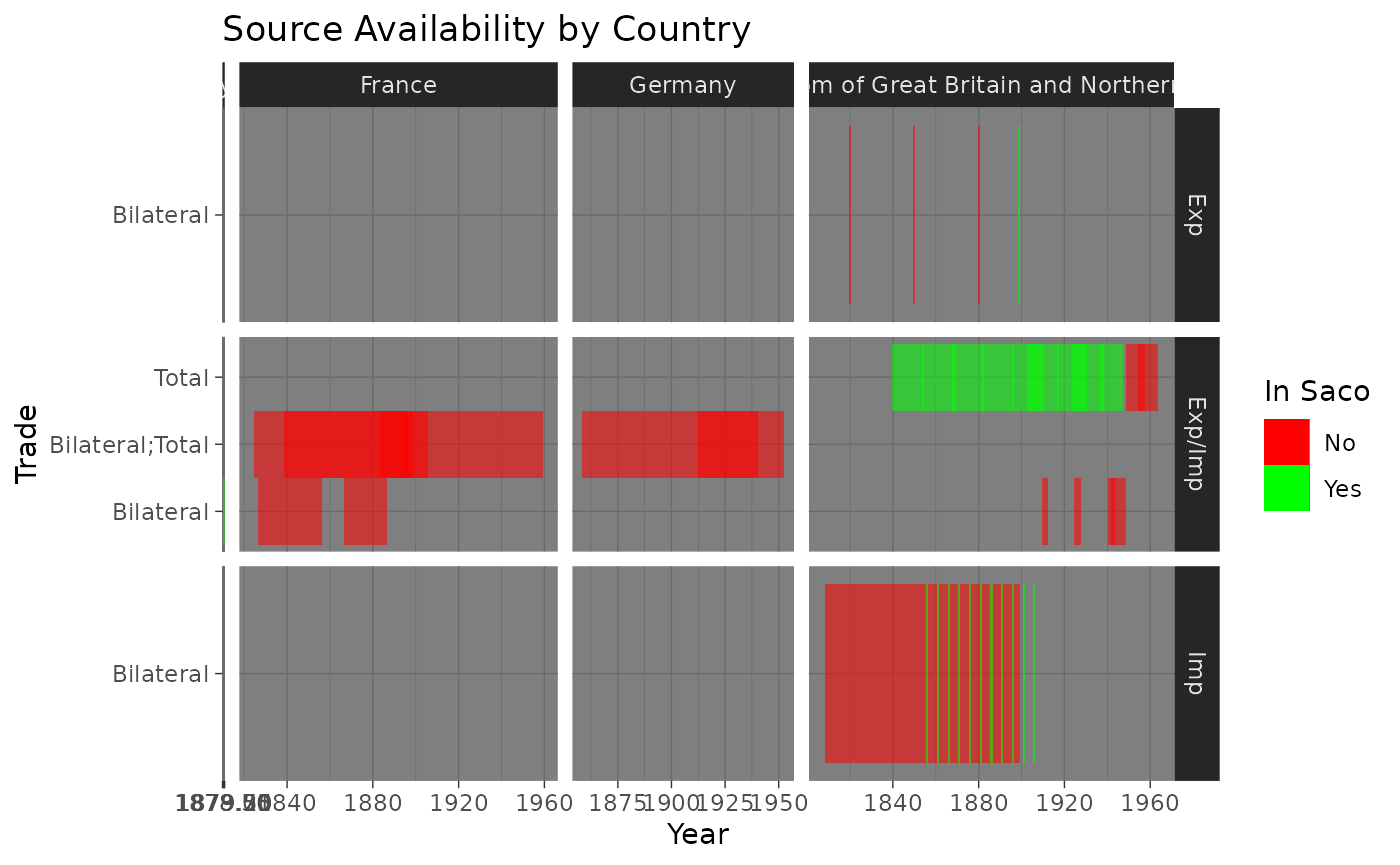 Source Availability by Country
France
Germany
om of Great Britain and Northern
Exp
Bilateral
Trade
Total
Bilateral;Total
Bilateral
Exp/Imp
In Saco
No
Yes
Bilateral
Imp
1840 1880 1920 1960 1875 1900 1925 1950 1840 1880 1920 1960
Year